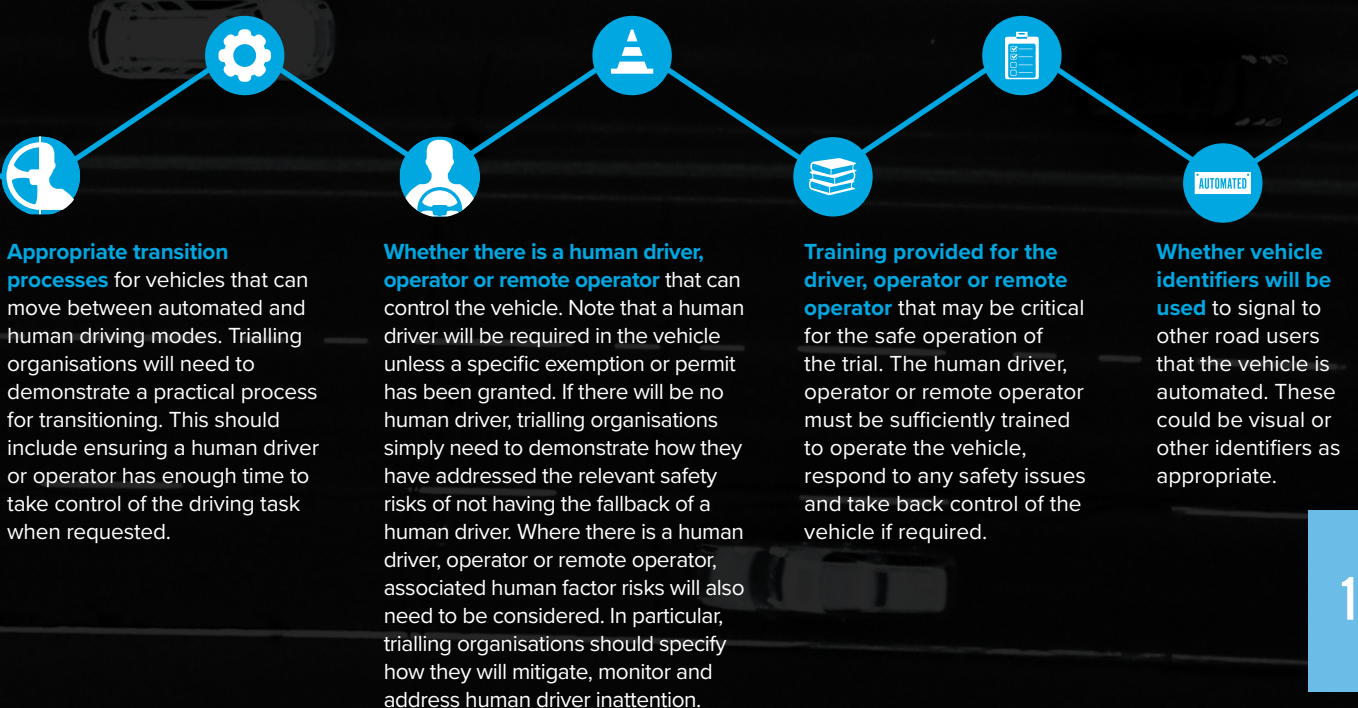 AUTOMATED
Appropriate transition
processes for vehicles that can
move between automated and
human driving modes. Trialling
organisations will need to
demonstrate a practical process
for transitioning. This should
include ensuring a human driver
or operator has enough time to
take control of the driving task
when requested.
Whether there is a human driver,
operator or remote operator that can
control the vehicle. Note that a human
driver will be required in the vehicle
unless a specific exemption or permit
has been granted. If there will be no
human driver, trialling organisations
simply need to demonstrate how they
have addressed the relevant safety
risks of not having the fallback of a
human driver. Where there is a human
driver, operator or remote operator,
associated human factor risks will also
need to be considered. In particular,
trialling organisations should specify
how they will mitigate, monitor and
address human driver inattention.
Training provided for the
driver, operator or remote
operator that may be critical
for the safe operation of
the trial. The human driver,
operator or remote operator
must be sufficiently trained
to operate the vehicle,
respond to any safety issues
and take back control of the
vehicle if required.
Whether vehicle
identifiers will be
used to signal to
other road users
that the vehicle is
automated. These
could be visual or
other identifiers as
appropriate.
1